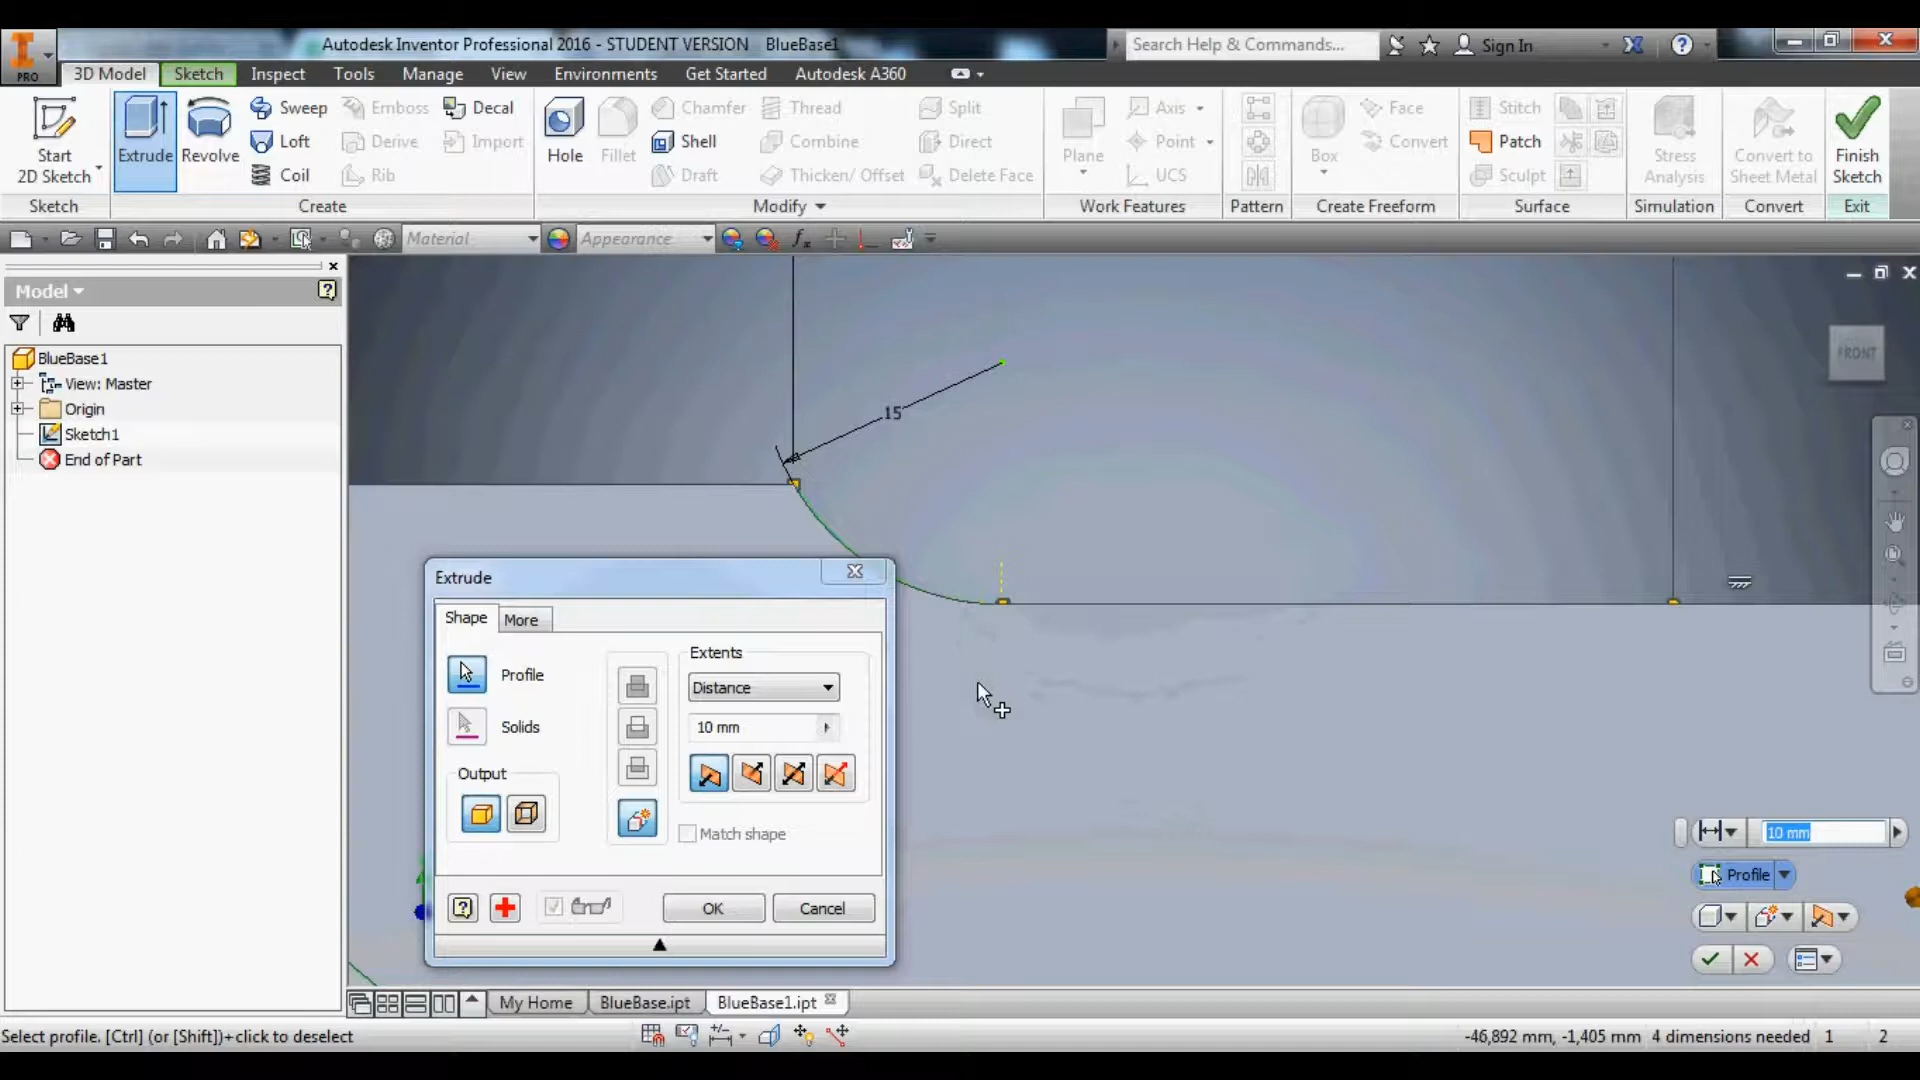 Autodesk Inventor Professional 2016 - STUDENT VERSION BlueBase1
Search Help & Commands...
Sign In
PRO
3D Model Sketch Inspect Tools Manage View Environments Get Started Autodesk A360
Start
2D Sketch
Extrude
Revolve
Sweep
Loft
Coil
Emboss
Derive
Rib
Decal
Import
Hole
Fillet
Chamfer
Shell
Draft
Thread
Combine
Thicken/ Offset
Split
Direct
Delete Face
Plane
Axis
Point
UCS
Box
Face
Convert
Stitch
Patch
Sculpt
Stress
Analysis
Convert to
Sheet Metal
Finish
Sketch
Sketch Create Modify Work Features Pattern Create Freeform Surface Simulation Convert Exit
Material
Appearance
fx
Model
BlueBase1
View: Master
Origin
Sketch1
End of Part
FRONT
15
Extrude
Shape More
Profile
Solids
Output
Extents
Distance
10 mm
Match shape
OK Cancel
10 mm
Profile
My Home BlueBase.ipt BlueBase1.ipt
Select profile. [Ctrl] (or [Shift])+click to deselect
-46,892 mm, -1,405 mm 4 dimensions needed 1 2